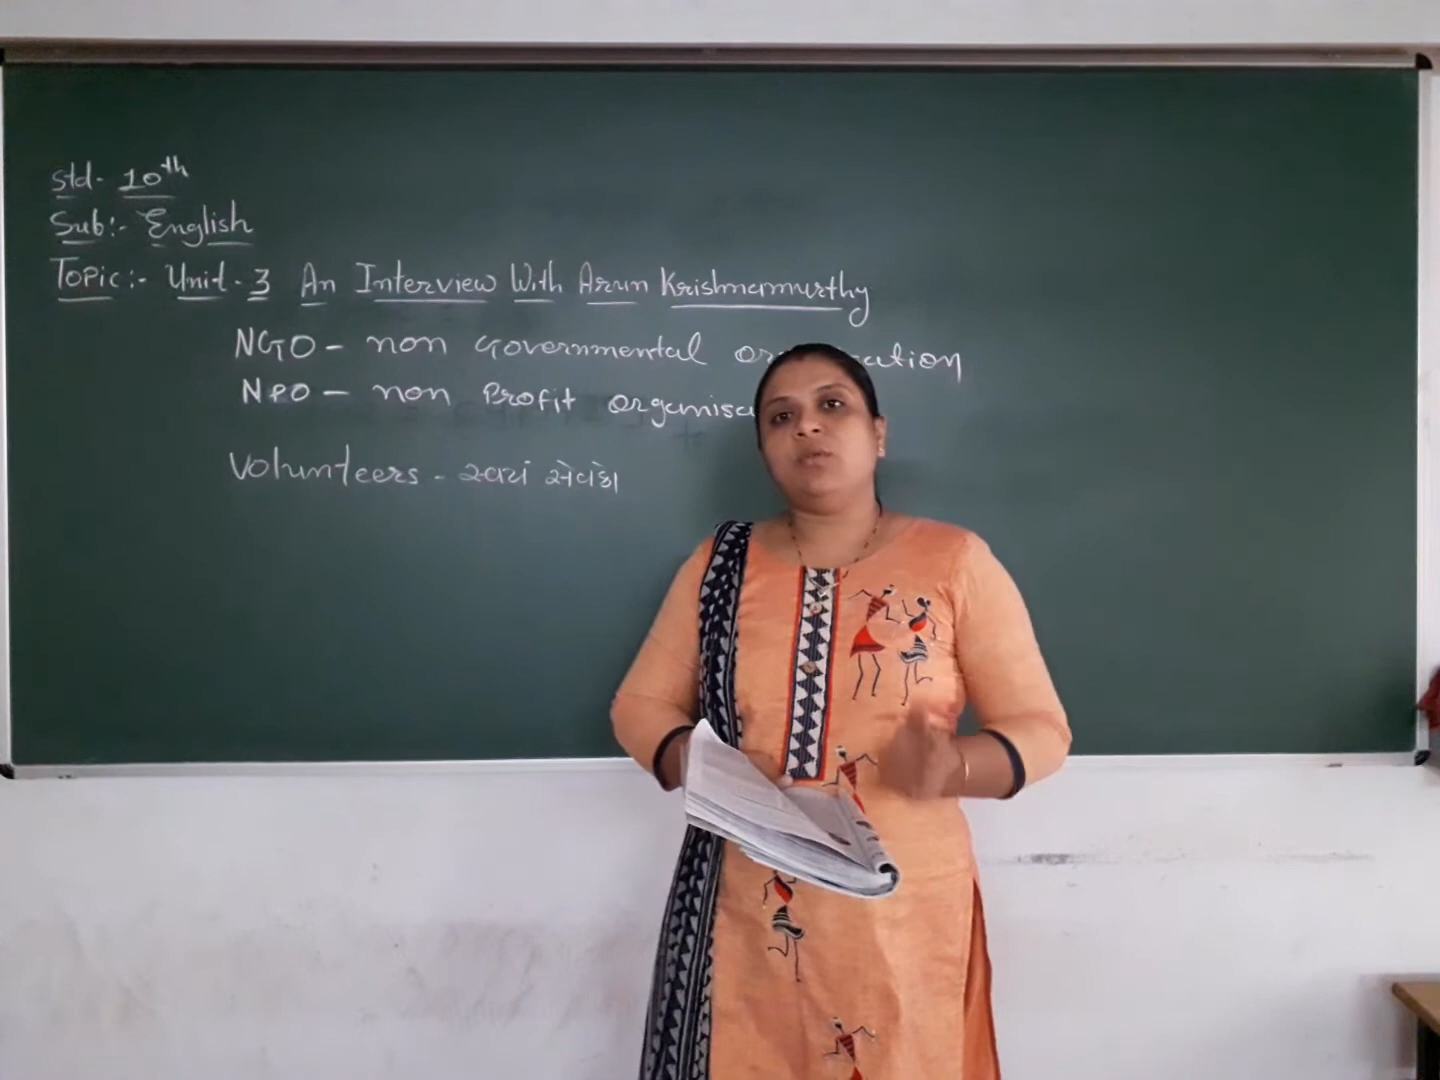 Std- 10th
Sub:- English
Topic:- Unit-3 An Interview With Arun Krishnamurthy
NGO - non Governmental
NPO - non Profit
Volunteers - સ્વયં સેવકો